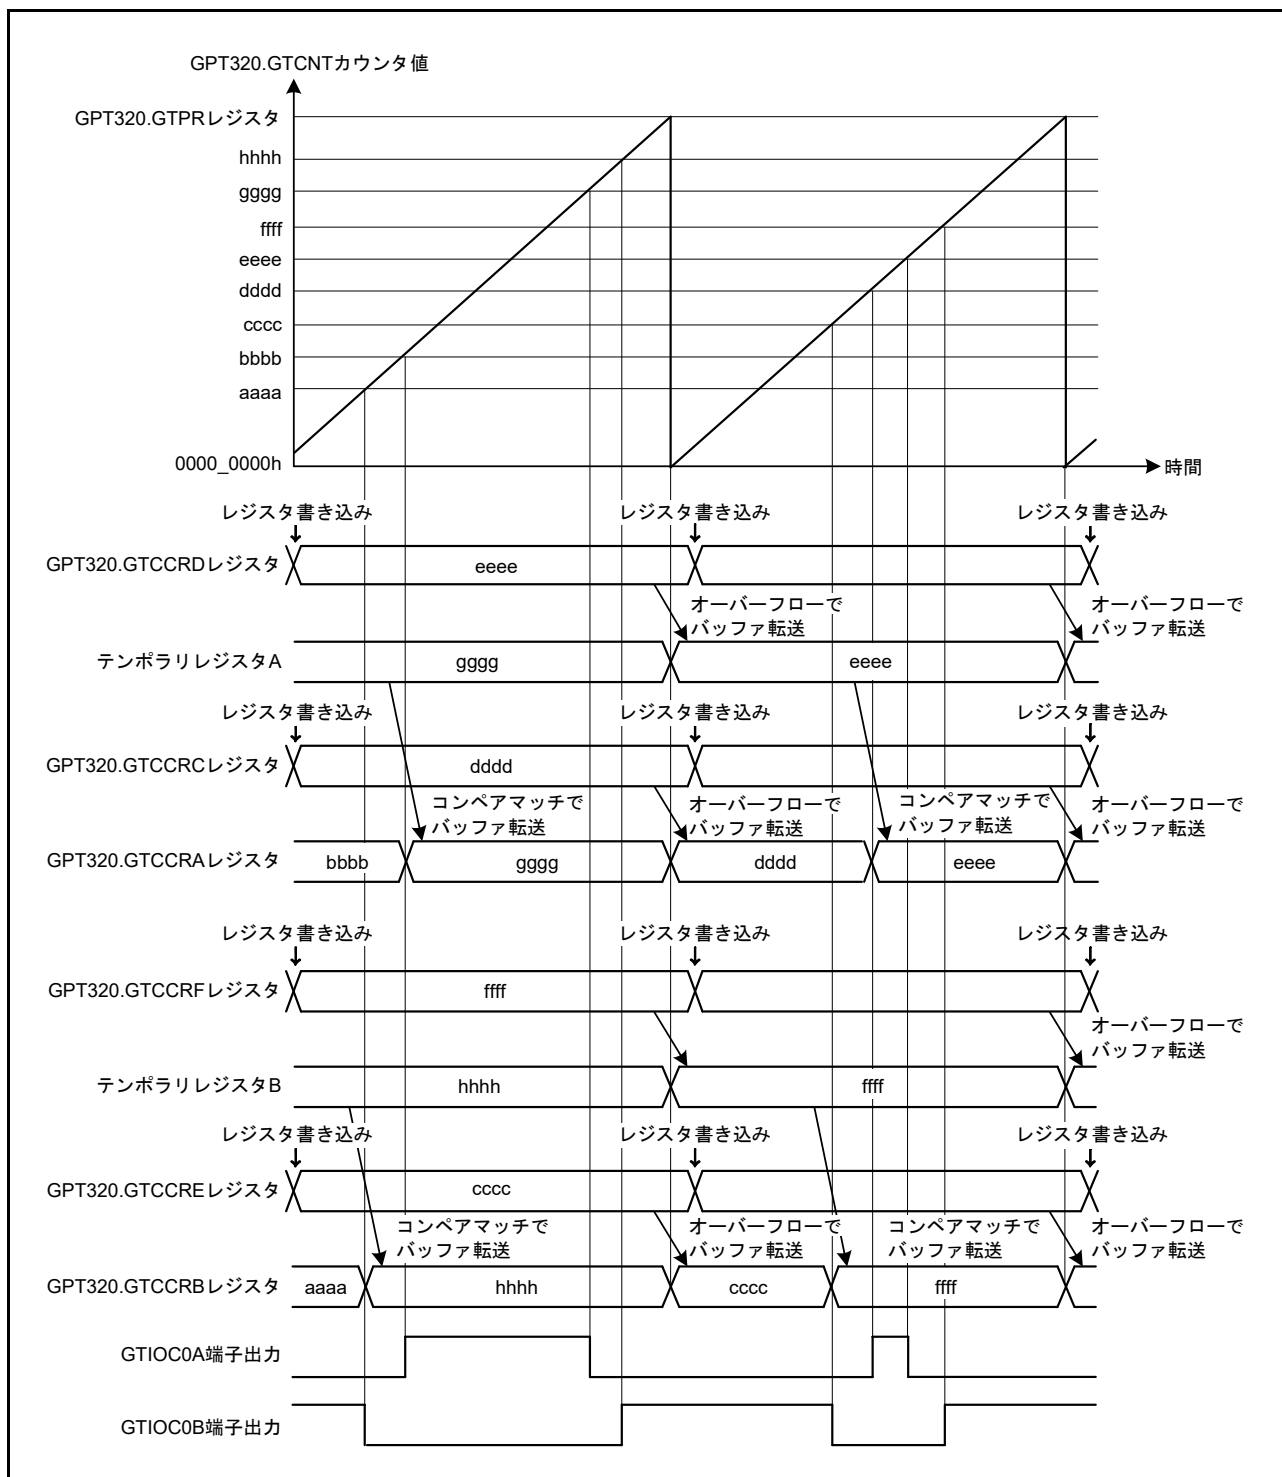 GPT320.GTCNTカウンタ値
GPT320.GTPRレジスタ
hhhh
gggg
ffff
eeee
dddd
cccc
bbbb
aaaa
0000_0000h
時間
レジスタ書き込み
レジスタ書き込み
レジスタ書き込み
GPT320.GTCCRDレジスタ
eeee
オーバーフローで
バッファ転送
オーバーフローで
バッファ転送
テンポラリレジスタA
gggg
eeee
レジスタ書き込み
レジスタ書き込み
レジスタ書き込み
GPT320.GTCCRCレジスタ
dddd
コンペアマッチで
バッファ転送
オーバーフローで
バッファ転送
コンペアマッチで
バッファ転送
オーバーフローで
バッファ転送
GPT320.GTCCRAレジスタ
bbbb
gggg
dddd
eeee
レジスタ書き込み
レジスタ書き込み
レジスタ書き込み
GPT320.GTCCRFレジスタ
ffff
オーバーフローで
バッファ転送
テンポラリレジスタB
hhhh
ffff
レジスタ書き込み
レジスタ書き込み
レジスタ書き込み
GPT320.GTCCREレジスタ
cccc
コンペアマッチで
バッファ転送
オーバーフローで
バッファ転送
コンペアマッチで
バッファ転送
オーバーフローで
バッファ転送
GPT320.GTCCRBレジスタ
aaaa
hhhh
cccc
ffff
GTIOC0A端子出力
GTIOC0B端子出力